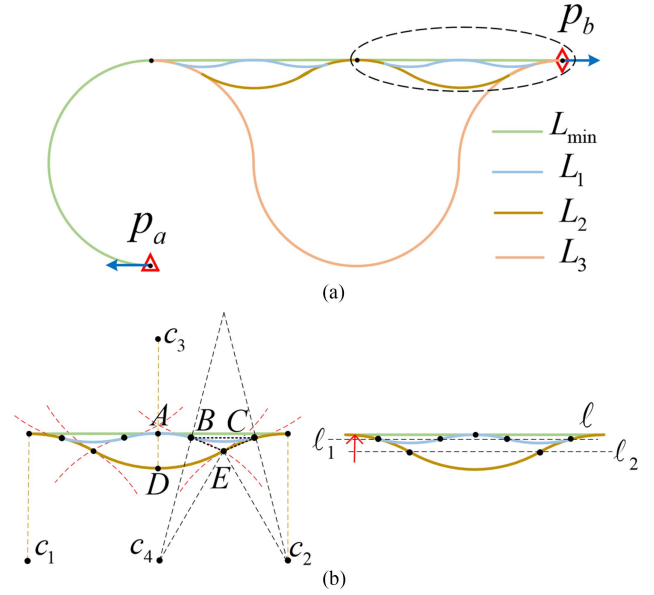 p_b
L_min
L_1
L_2
L_3
p_a
(a)
c_3
A B C
D E
c_1 c_4 c_2
ℓ
ℓ_1
ℓ_2
(b)